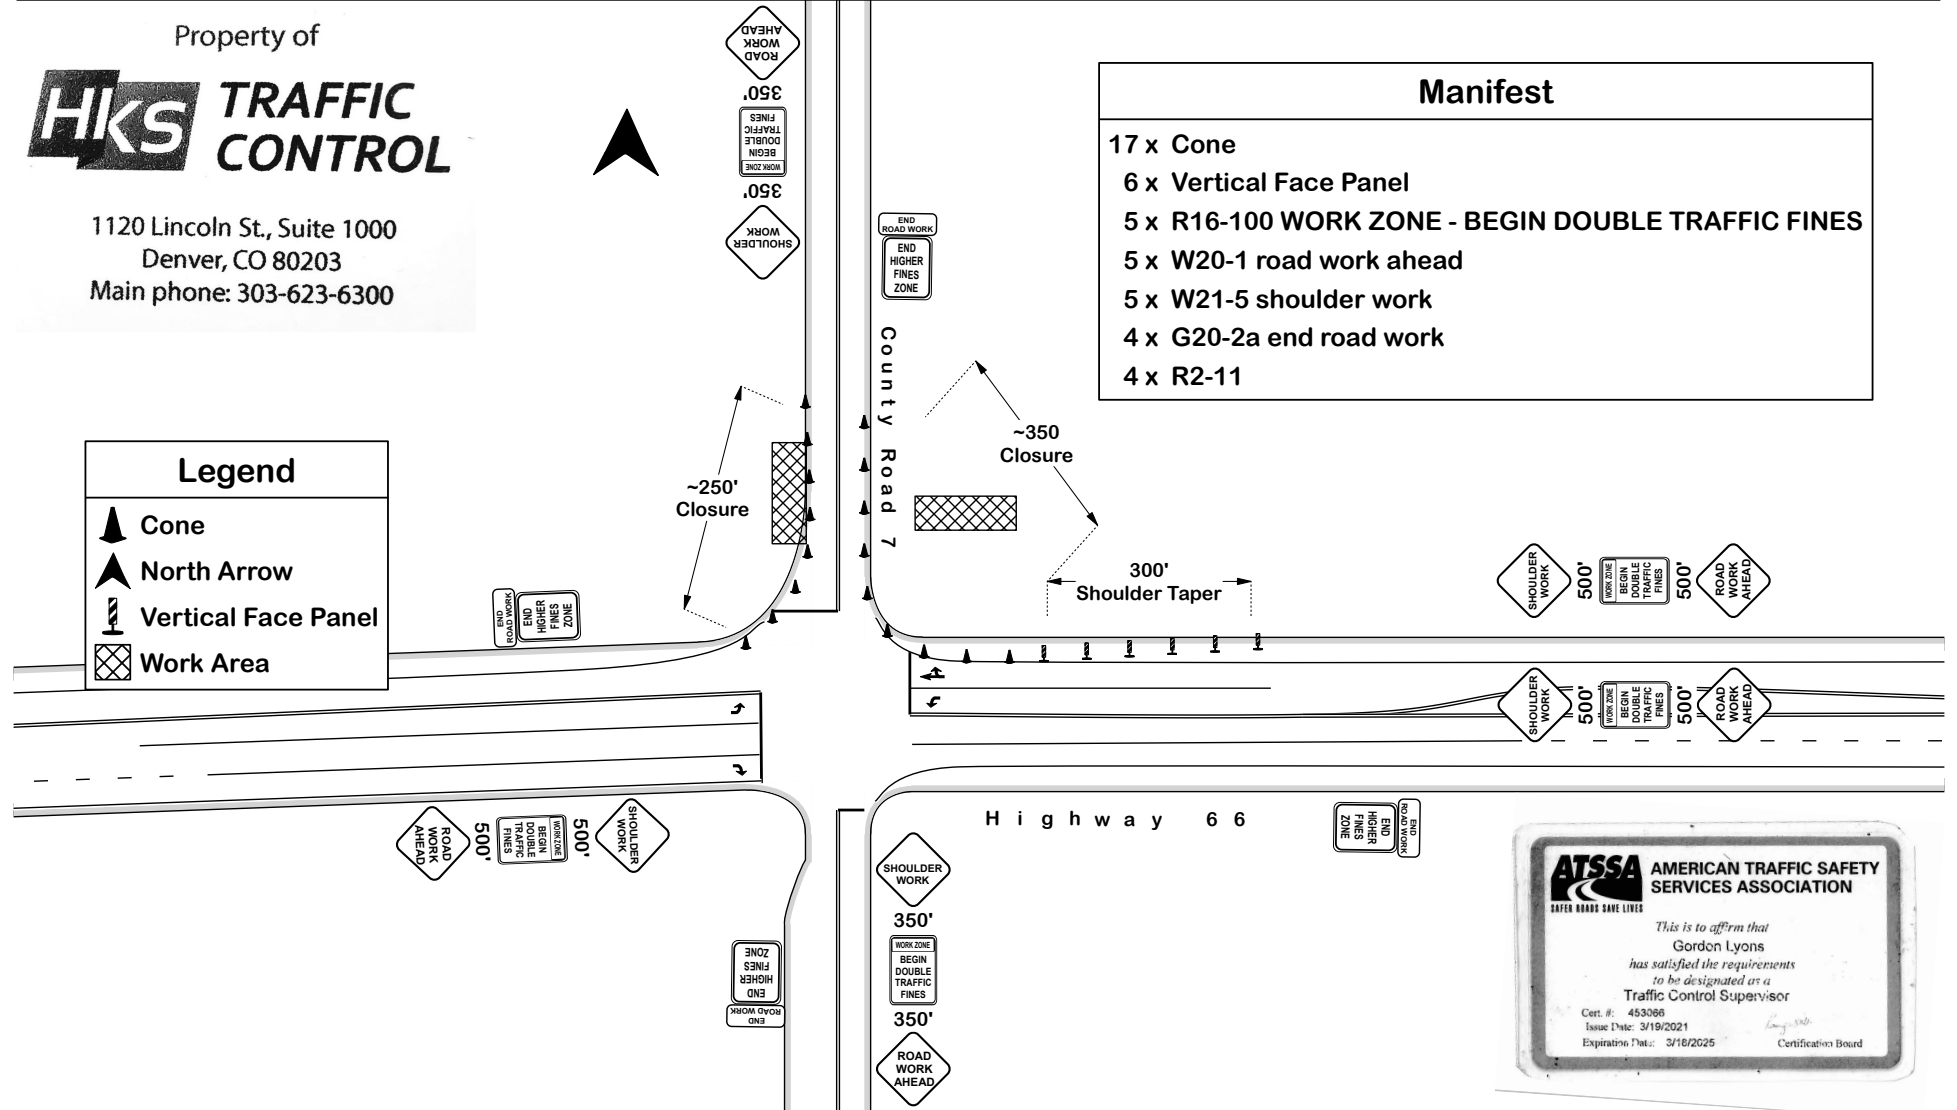 Property of
HKS TRAFFIC
CONTROL
1120 Lincoln St., Suite 1000
Denver, CO 80203
Main phone: 303-623-6300
ROAD
WORK
AHEAD
350'
WORK ZONE
BEGIN
DOUBLE
TRAFFIC
FINES
350'
SHOULDER
WORK
END
ROAD WORK
END
HIGHER
FINES
ZONE
Manifest
17 x Cone
6 x Vertical Face Panel
5 x R16-100 WORK ZONE - BEGIN DOUBLE TRAFFIC FINES
5 x W20-1 road work ahead
5 x W21-5 shoulder work
4 x G20-2a end road work
4 x R2-11
County Road 7
~350
Closure
~250'
Closure
Legend
Cone
North Arrow
Vertical Face Panel
Work Area
300'
Shoulder Taper
END
ROAD WORK
END
HIGHER
FINES
ZONE
SHOULDER
WORK
500'
WORK ZONE
BEGIN
DOUBLE
TRAFFIC
FINES
500'
ROAD
WORK
AHEAD
SHOULDER
WORK
500'
WORK ZONE
BEGIN
DOUBLE
TRAFFIC
FINES
500'
ROAD
WORK
AHEAD
ROAD
WORK
AHEAD
500'
WORK ZONE
BEGIN
DOUBLE
TRAFFIC
FINES
500'
SHOULDER
WORK
Highway 66
END
ROAD WORK
END
HIGHER
FINES
ZONE
SHOULDER
WORK
350'
WORK ZONE
BEGIN
DOUBLE
TRAFFIC
FINES
350'
ROAD
WORK
AHEAD
END
ROAD WORK
END
HIGHER
FINES
ZONE
ATSSA
SAFER ROADS SAVE LIVES
AMERICAN TRAFFIC SAFETY
SERVICES ASSOCIATION
This is to affirm that
Gordon Lyons
has satisfied the requirements
to be designated as a
Traffic Control Supervisor
Cert. #: 453066
Issue Date: 3/19/2021
Expiration Date: 3/18/2025
Certification Board